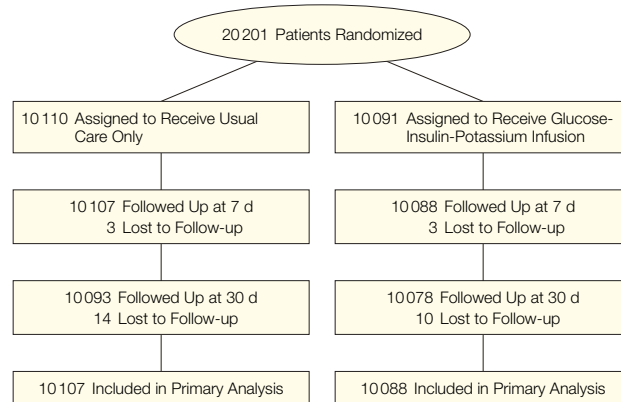 20 201 Patients Randomized
10 110 Assigned to Receive Usual
Care Only
10 091 Assigned to Receive Glucose-
Insulin-Potassium Infusion
10 107 Followed Up at 7 d
3 Lost to Follow-up
10 088 Followed Up at 7 d
3 Lost to Follow-up
10 093 Followed Up at 30 d
14 Lost to Follow-up
10 078 Followed Up at 30 d
10 Lost to Follow-up
10 107 Included in Primary Analysis
10 088 Included in Primary Analysis